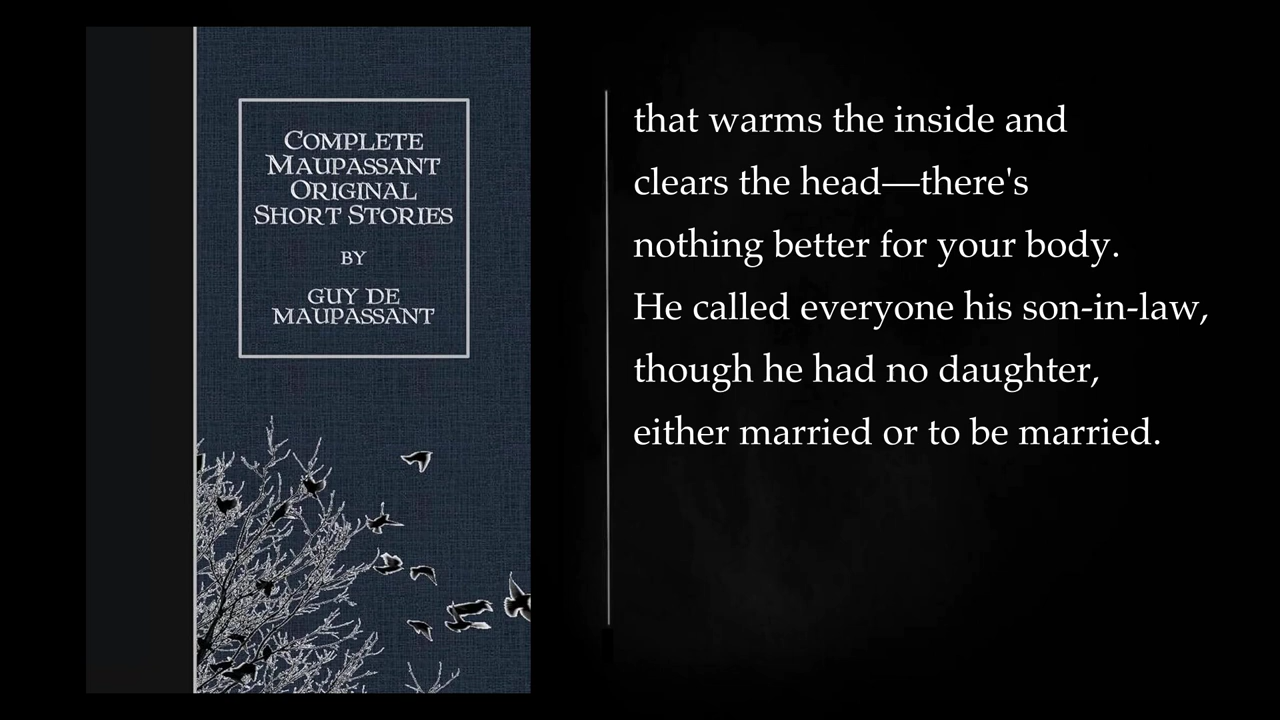 COMPLETE
MAUPASSANT
ORIGINAL
SHORT STORIES
BY
GUY DE
MAUPASSANT
that warms the inside and
clears the head—there's
nothing better for your body.
He called everyone his son-in-law,
though he had no daughter,
either married or to be married.